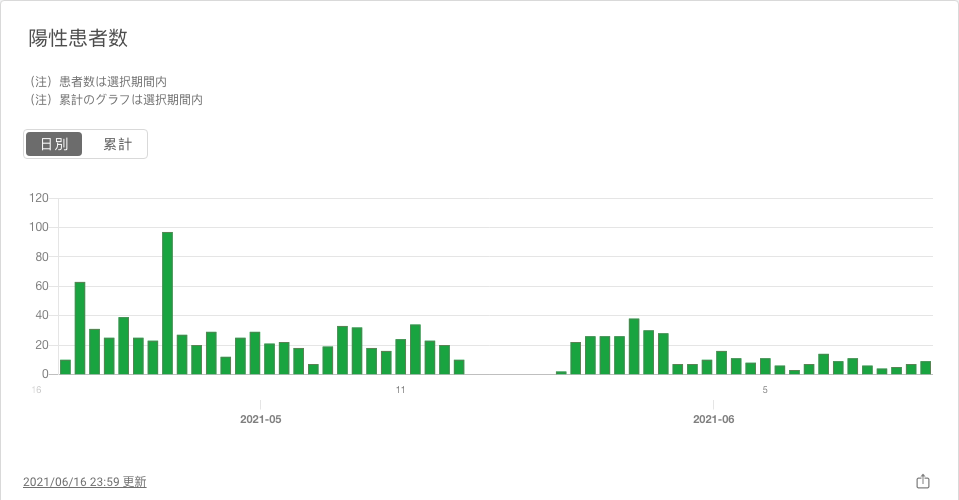 陽性患者数
（注）患者数は選択期間内
（注）累計のグラフは選択期間内
日別 累計
120
100
80
60
40
20
0
16 11 5
2021-05 2021-06
2021/06/16 23:59 更新